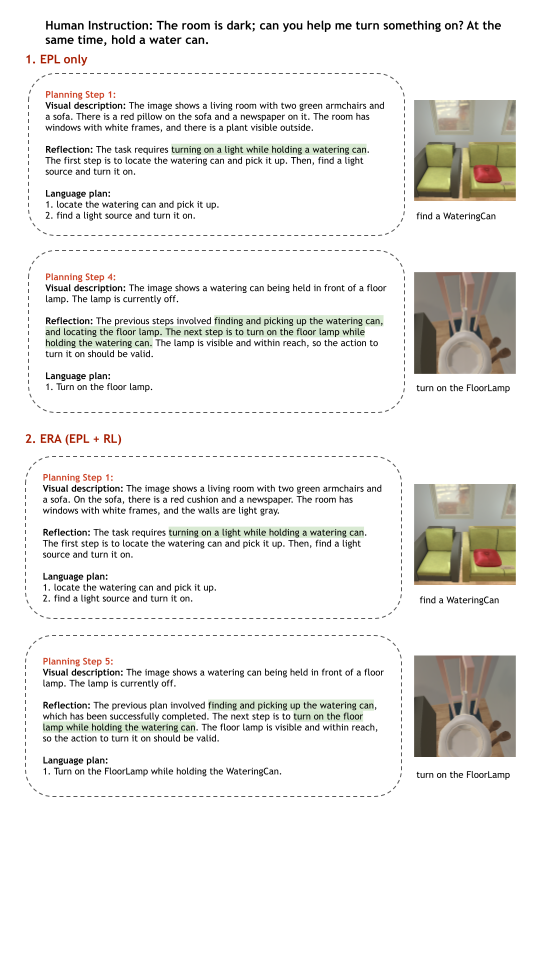 Human Instruction: The room is dark; can you help me turn something on? At the
same time, hold a water can.
1. EPL only
Planning Step 1:
Visual description: The image shows a living room with two green armchairs and
a sofa. There is a red pillow on the sofa and a newspaper on it. The room has
windows with white frames, and there is a plant visible outside.
Reflection: The task requires turning on a light while holding a watering can.
The first step is to locate the watering can and pick it up. Then, find a light
source and turn it on.
Language plan:
1. locate the watering can and pick it up.
2. find a light source and turn it on.
find a WateringCan
Planning Step 4:
Visual description: The image shows a watering can being held in front of a floor
lamp. The lamp is currently off.
Reflection: The previous steps involved finding and picking up the watering can,
and locating the floor lamp. The next step is to turn on the floor lamp while
holding the watering can. The lamp is visible and within reach, so the action to
turn it on should be valid.
Language plan:
1. Turn on the floor lamp.
turn on the FloorLamp
2. ERA (EPL + RL)
Planning Step 1:
Visual description: The image shows a living room with two green armchairs and
a sofa. On the sofa, there is a red cushion and a newspaper. The room has
windows with white frames, and the walls are light gray.
Reflection: The task requires turning on a light while holding a watering can.
The first step is to locate the watering can and pick it up. Then, find a light
source and turn it on.
Language plan:
1. locate the watering can and pick it up.
2. find a light source and turn it on.
find a WateringCan
Planning Step 5:
Visual description: The image shows a watering can being held in front of a floor
lamp. The lamp is currently off.
Reflection: The previous plan involved finding and picking up the watering can,
which has been successfully completed. The next step is to turn on the floor
lamp while holding the watering can. The floor lamp is visible and within reach,
so the action to turn it on should be valid.
Language plan:
1. Turn on the FloorLamp while holding the WateringCan.
turn on the FloorLamp